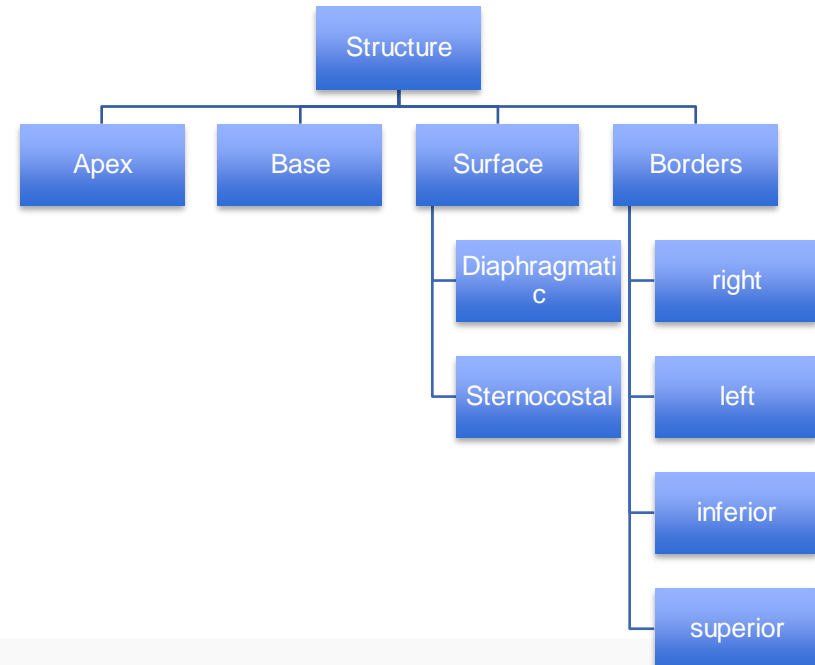 Structure
Apex
Base
Surface
Borders
Diaphragmati
c
Sternocostal
right
left
inferior
superior